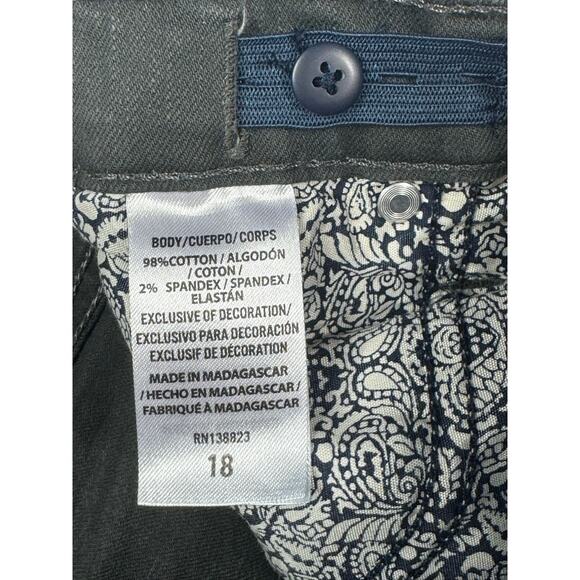 BODY/CUERPO/CORPS
98%COTTON / ALGODÓN
/ COTON /
2% SPANDEX / SPANDEX /
ELASTÁN
EXCLUSIVE OF DECORATION/
EXCLUSIVO PARA DECORACIÓN
EXCLUSIF DE DÉCORATION
MADE IN MADAGASCAR
/ HECHO EN MADAGASCAR /
FABRIQUÉ À MADAGASCAR
RN138823
18